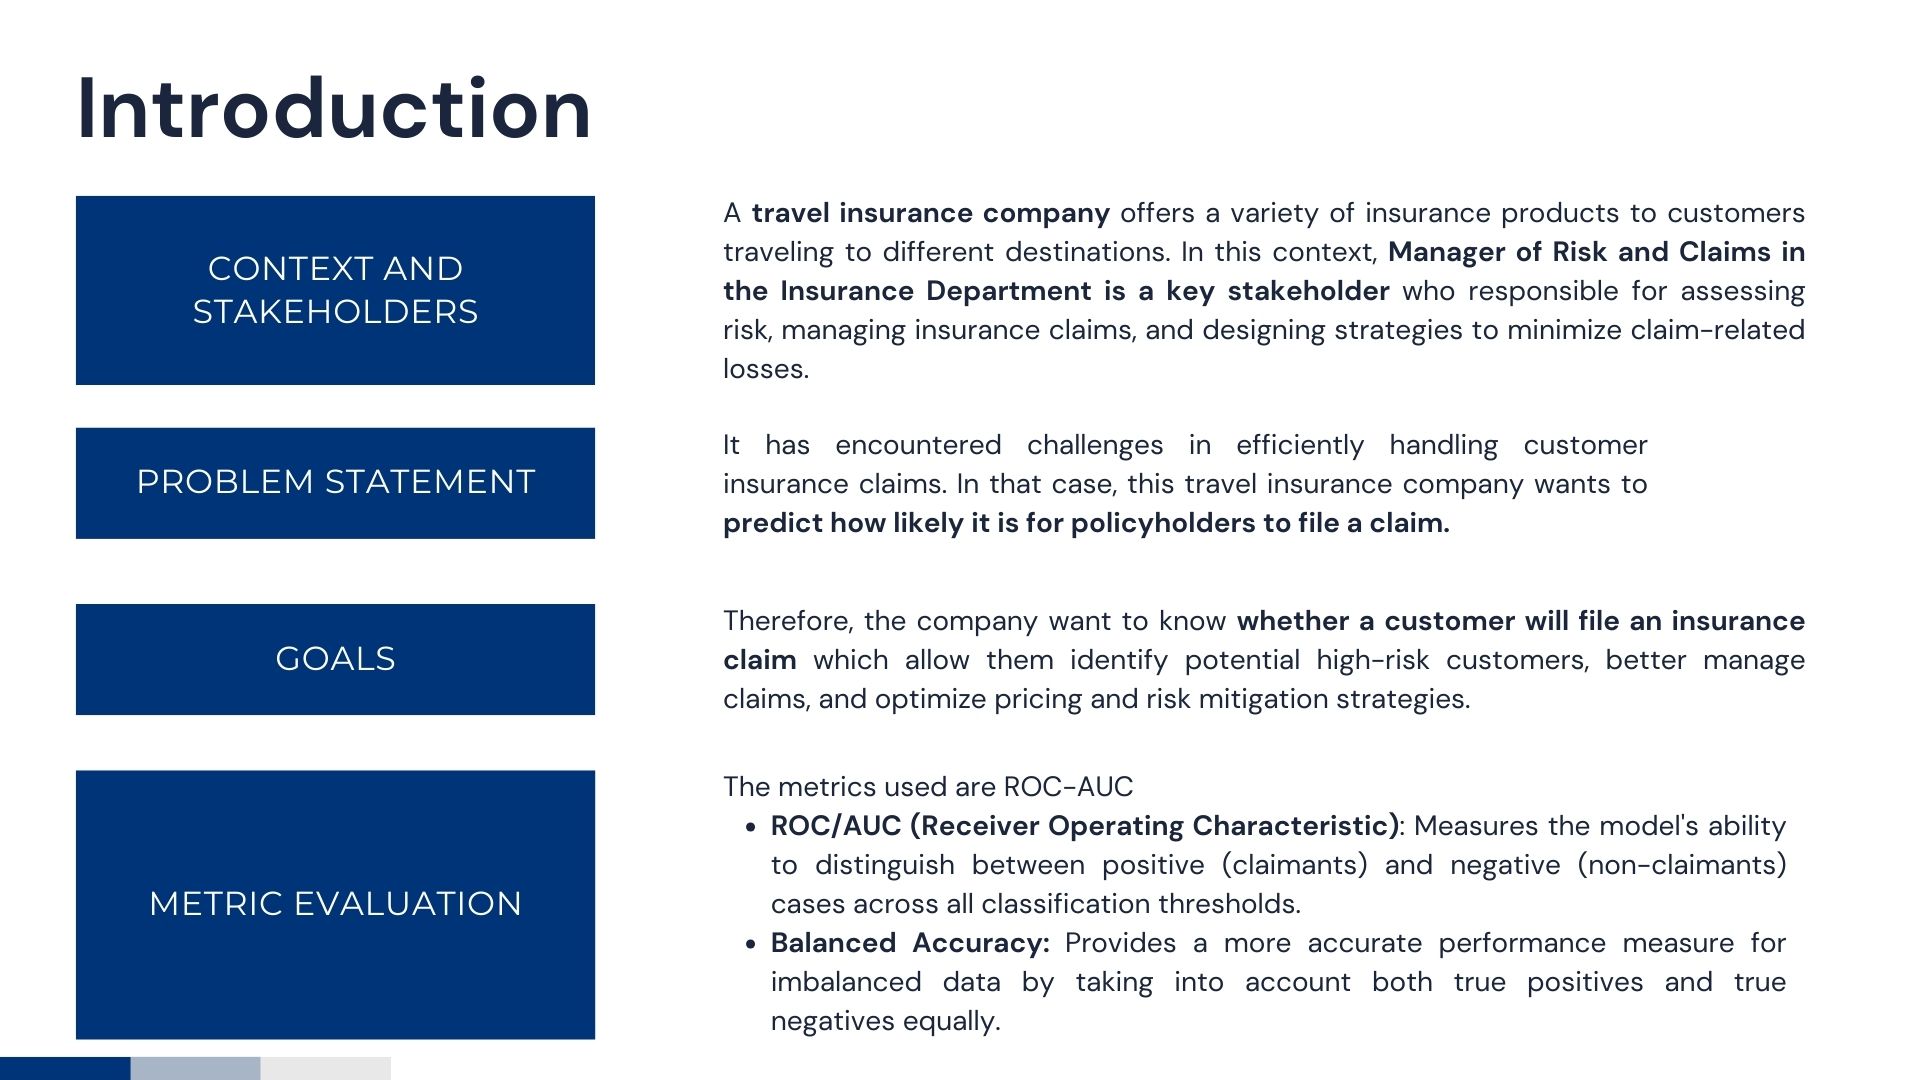 Introduction
CONTEXT AND
STAKEHOLDERS
A travel insurance company offers a variety of insurance products to customers
traveling to different destinations. In this context, Manager of Risk and Claims in
the Insurance Department is a key stakeholder who responsible for assessing
risk, managing insurance claims, and designing strategies to minimize claim-related
losses.
PROBLEM STATEMENT
It has encountered challenges in efficiently handling customer
insurance claims. In that case, this travel insurance company wants to
predict how likely it is for policyholders to file a claim.
GOALS
Therefore, the company want to know whether a customer will file an insurance
claim which allow them identify potential high-risk customers, better manage
claims, and optimize pricing and risk mitigation strategies.
METRIC EVALUATION
The metrics used are ROC-AUC
• ROC/AUC (Receiver Operating Characteristic): Measures the model's ability
to distinguish between positive (claimants) and negative (non-claimants)
cases across all classification thresholds.
• Balanced Accuracy: Provides a more accurate performance measure for
imbalanced data by taking into account both true positives and true
negatives equally.